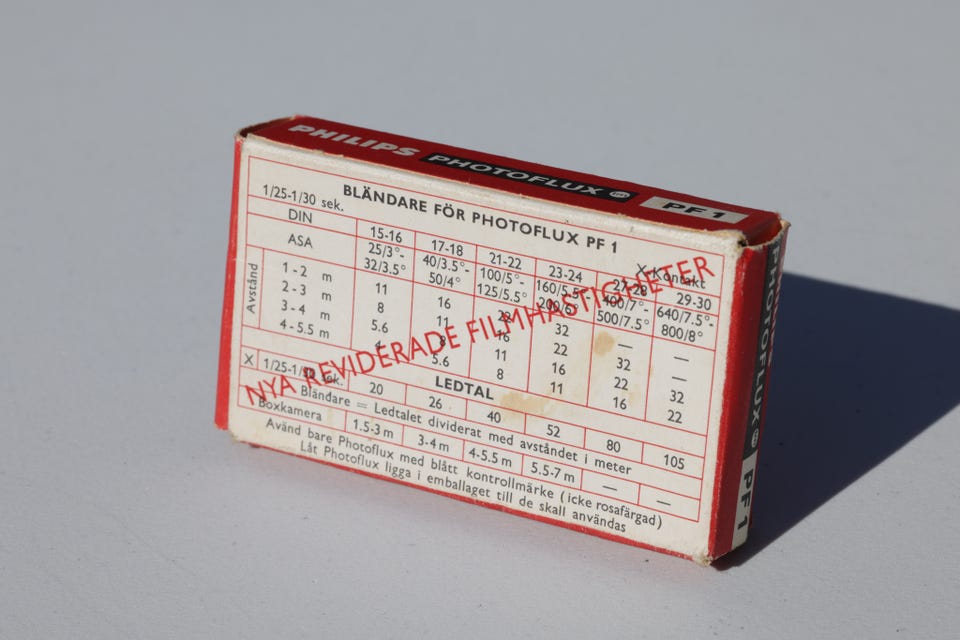 PHILIPS PHOTOFLUX PF 1
BLÄNDARE FÖR PHOTOFLUX PF 1
1/25-1/30 sek. X-Kontakt
DIN 15-16 17-18 21-22 23-24 27-28 29-30
ASA 25/3°- 40/3.5°- 100/5°- 160/5.5°- 400/7°- 640/7.5°-
32/3.5° 50/4° 125/5.5° 200/6° 500/7.5° 800/8°
Avstånd
1-2 m 11 16 22 32 — —
2-3 m 8 11 16 22 32 —
3-4 m 5.6 8 11 16 22 32
4-5.5 m 4 5.6 8 11 16 22
NYA REVIDERADE FILMHASTIGHETER
LEDTAL
X 1/25-1/30 sek. 20 26 40 52 80 105
Bländare = Ledtalet dividerat med avståndet i meter
Boxkamera 1.5-3 m 3-4 m 4-5.5 m 5.5-7 m — —
Använd bare Photoflux med blått kontrollmärke (icke rosafärgad)
Låt Photoflux ligga i emballaget till de skall användas
PHILIPS PHOTOFLUX PF 1